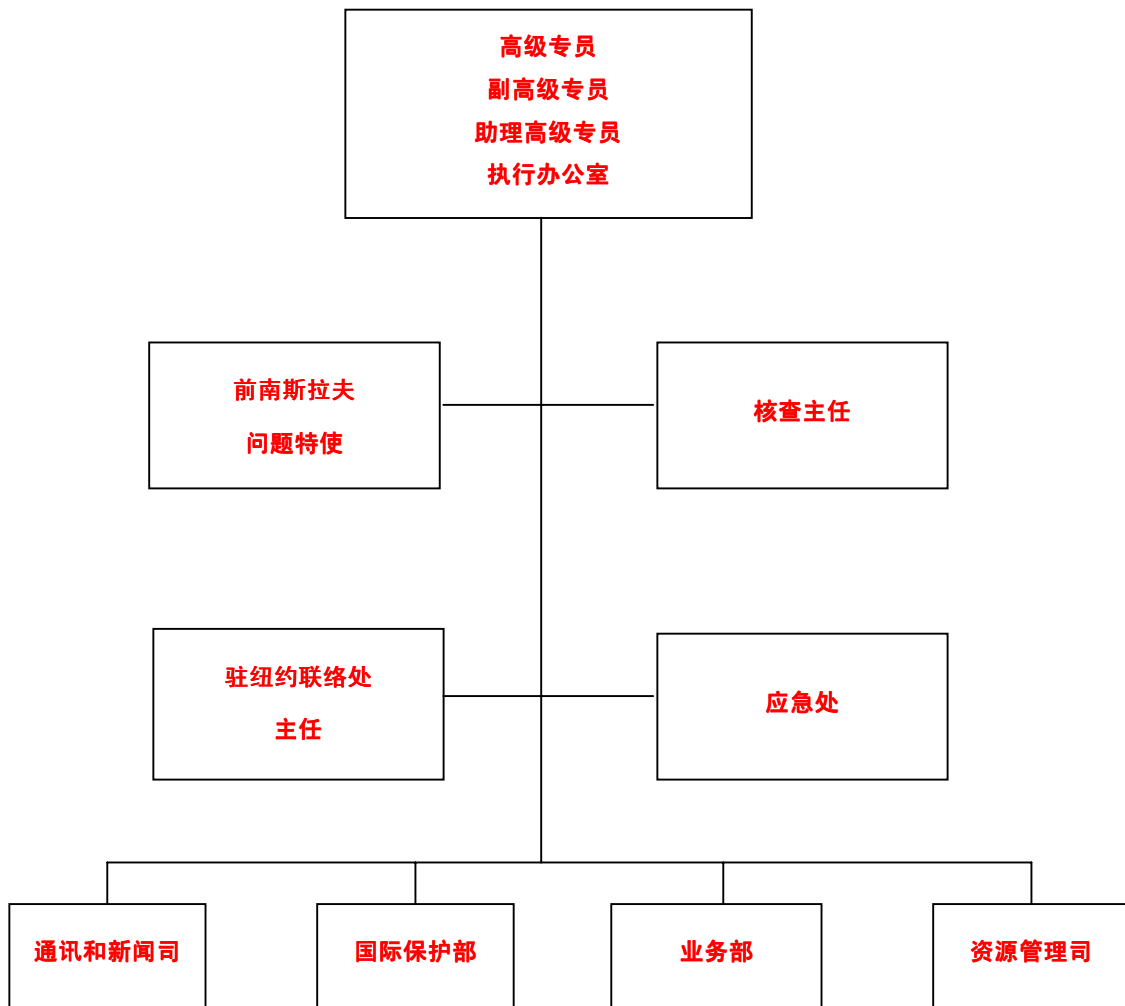 高级专员
副高级专员
助理高级专员
执行办公室
前南斯拉夫
问题特使
核查主任
驻纽约联络处
主任
应急处
通讯和新闻司
国际保护部
业务部
资源管理司